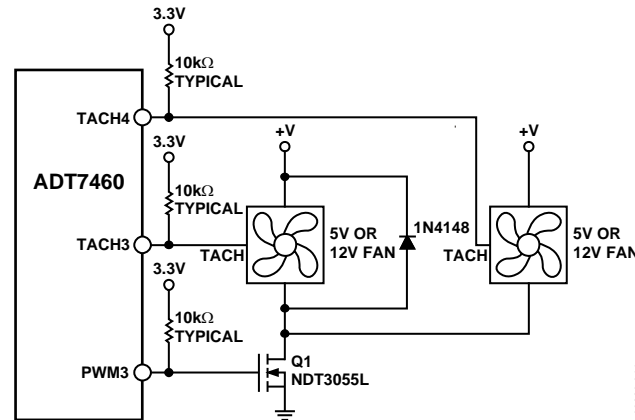 3.3V
10kΩ
TYPICAL
TACH4
3.3V
+V
+V
ADT7460
10kΩ
TYPICAL
1N4148
5V OR
12V FAN
5V OR
12V FAN
TACH3
TACH
TACH
3.3V
10kΩ
TYPICAL
Q1
NDT3055L
PWM3